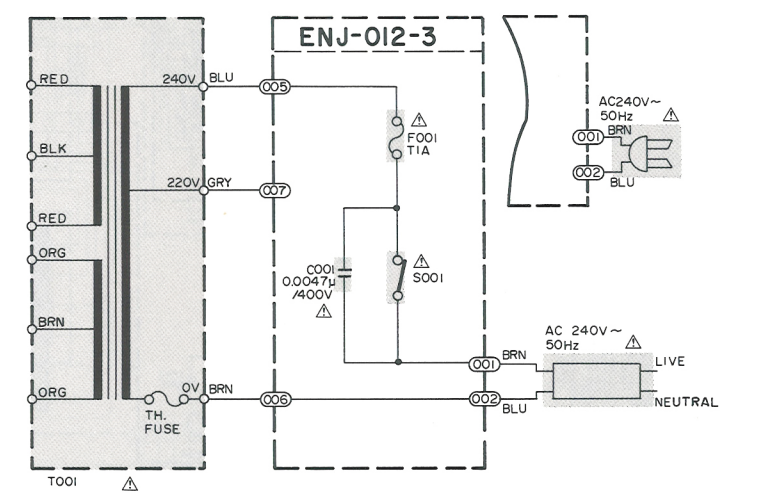 ENJ-012-3
RED
240V
BLU
005
F001
T1A
BLK
220V
GRY
007
RED
ORG
C001
0.0047µ
/400V
S001
BRN
ORG
TH.
FUSE
0V
BRN
006
001
BRN
002
BLU
AC240V~
50Hz
001
BRN
002
BLU
AC 240V~
50Hz
LIVE
NEUTRAL
T001